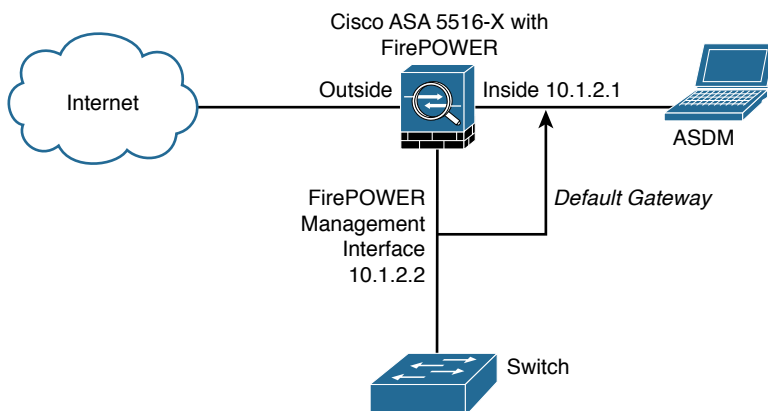 Cisco ASA 5516-X with
FirePOWER
Internet
Outside
Inside 10.1.2.1
ASDM
FirePOWER
Management
Interface
10.1.2.2
Default Gateway
Switch